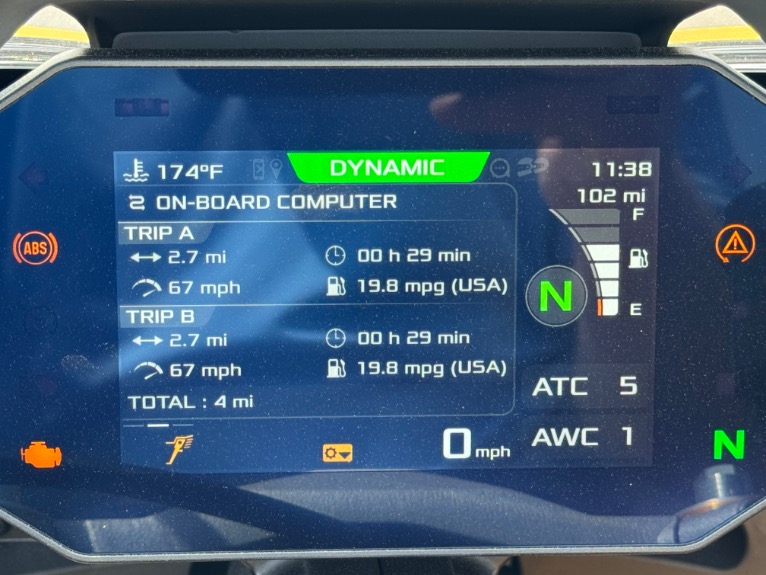 174°F
DYNAMIC
11:38
ON-BOARD COMPUTER
102 mi
F
TRIP A
2.7 mi
00 h 29 min
67 mph
19.8 mpg (USA)
N
E
TRIP B
2.7 mi
00 h 29 min
67 mph
19.8 mpg (USA)
TOTAL : 4 mi
ATC 5
AWC 1
0 mph
ABS
N